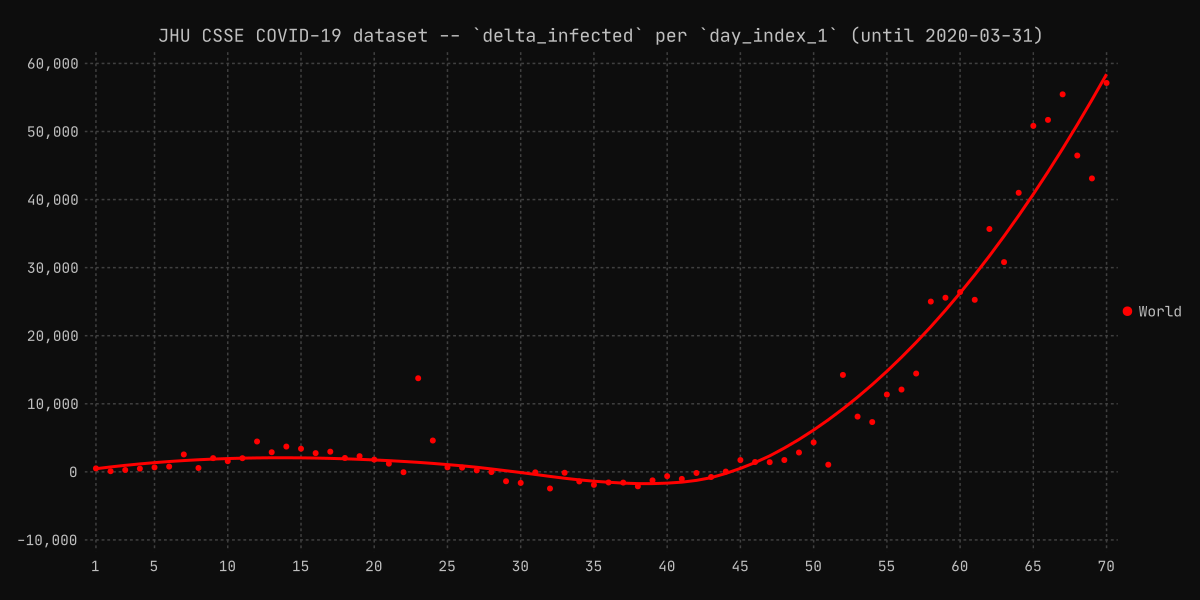 JHU CSSE COVID-19 dataset -- `delta_infected` per `day_index_1` (until 2020-03-31)
60,000
50,000
40,000
30,000
20,000
10,000
0
-10,000
1 5 10 15 20 25 30 35 40 45 50 55 60 65 70
World